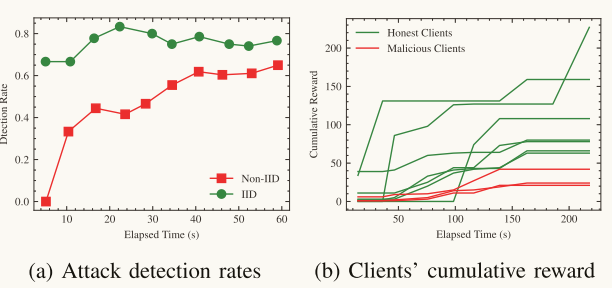 0.8
0.6
0.4
0.2
0.0
Dtection Rate
Non-IID
IID
10 20 30 40 50 60
Elapsed Time (s)
(a) Attack detection rates
200
150
100
50
0
Cumulative Reward
Honest Clients
Malicious Clients
50 100 150 200
Elapsed Time (s)
(b) Clients' cumulative reward